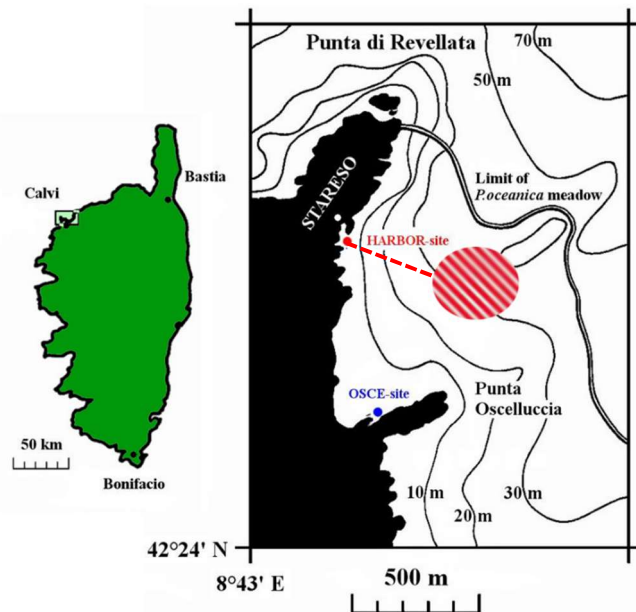 Bastia
Calvi
50 km
Bonifacio
Punta di Revellata
70 m
50 m
STARESO
Limit of
P.oceanica meadow
HARBOR-site
OSCE-site
Punta
Oscelluccia
10 m
20 m
30 m
42°24' N
8°43' E
500 m